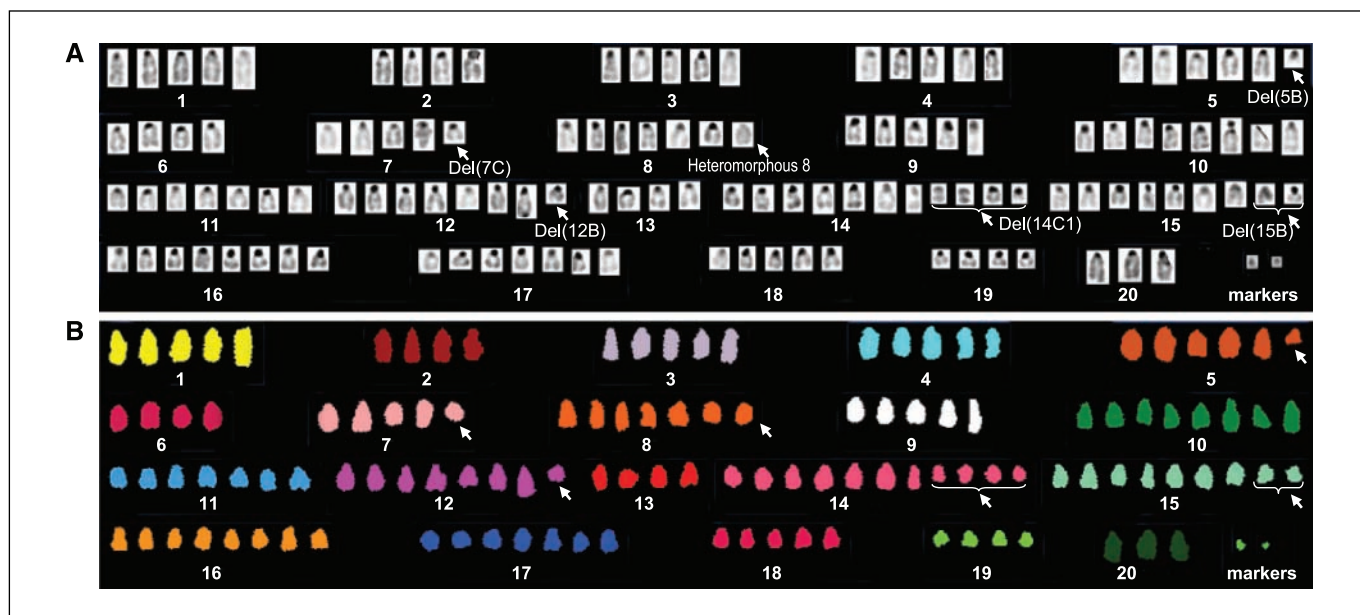 A
1 2 3 4 5 Del(5B)
6 7 Del(7C) 8 Heteromorphous 8 9 10
11 12 Del(12B) 13 14 Del(14C1) 15 Del(15B)
16 17 18 19 20 markers
B
1 2 3 4 5
6 7 8 9 10
11 12 13 14 15
16 17 18 19 20 markers